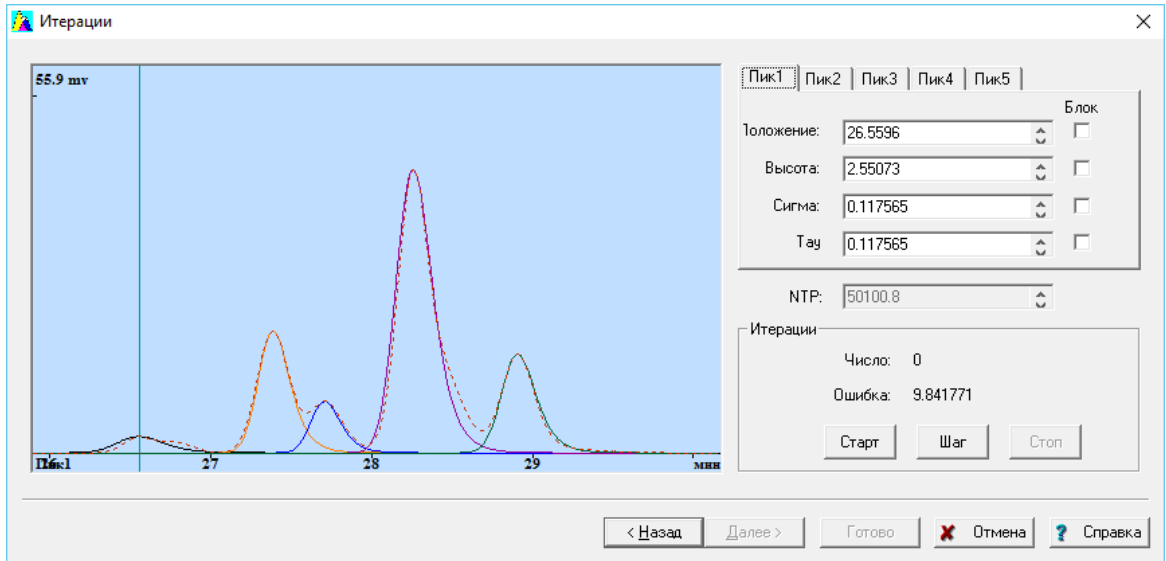 Итерации
55.9 mv
27
28
29
мин
Пик1
Пик2
Пик3
Пик4
Пик5
Блок
Положение:
26.5596
Высота:
2.55073
Сигма:
0.117565
Тау
0.117565
NTP:
50100.8
Итерации
Число: 0
Ошибка: 9.841771
Старт
Шаг
Стоп
< Назад
Далее >
Готово
Отмена
Справка